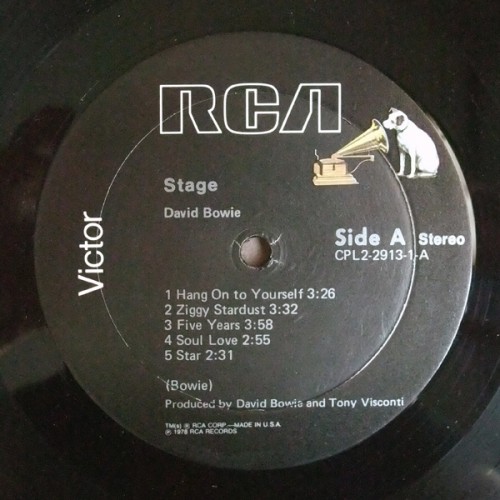 RCA
Stage
David Bowie
Victor
Side A Stereo
CPL2-2913-1-A
1 Hang On to Yourself 3:26
2 Ziggy Stardust 3:32
3 Five Years 3:58
4 Soul Love 2:55
5 Star 2:31
(Bowie)
Produced by David Bowie and Tony Visconti
TM(s) ® RCA CORP.—MADE IN U.S.A.
℗ 1978 RCA RECORDS